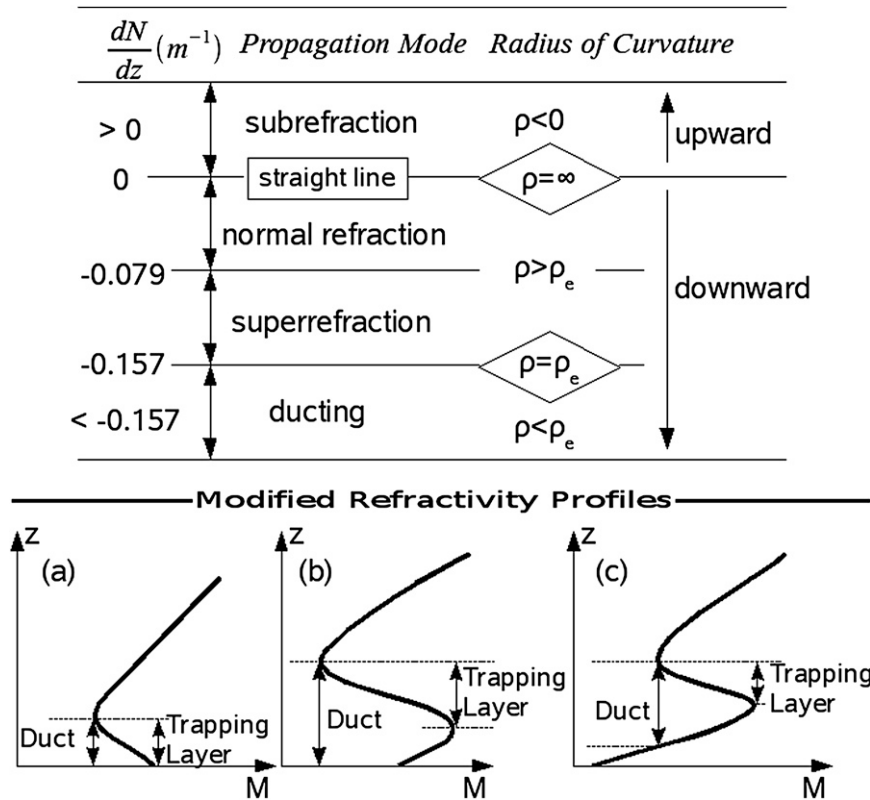 dN/dz (m⁻¹) Propagation Mode Radius of Curvature
> 0 subrefraction ρ<0 upward
0 straight line ρ=∞
normal refraction
-0.079 ρ>ρe downward
superrefraction
-0.157 ρ=ρe
< -0.157 ducting ρ<ρe
Modified Refractivity Profiles
z
(a)
Duct
Trapping
Layer
M
z
(b)
Duct
Trapping
Layer
M
z
(c)
Duct
Trapping
Layer
M